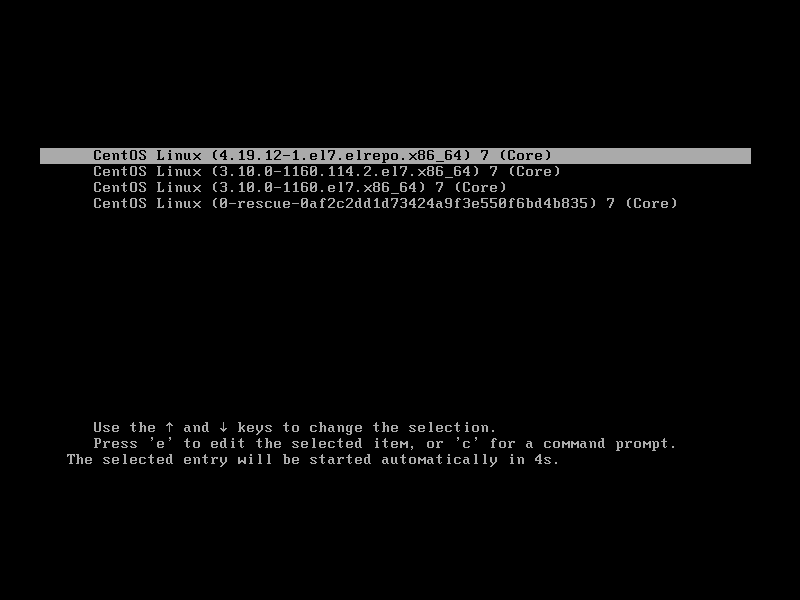 CentOS Linux (4.19.12-1.el7.elrepo.x86_64) 7 (Core)
CentOS Linux (3.10.0-1160.114.2.el7.x86_64) 7 (Core)
CentOS Linux (3.10.0-1160.el7.x86_64) 7 (Core)
CentOS Linux (0-rescue-0af2c2dd1d73424a9f3e550f6bd4b835) 7 (Core)
Use the ↑ and ↓ keys to change the selection.
Press 'e' to edit the selected item, or 'c' for a command prompt.
The selected entry will be started automatically in 4s.